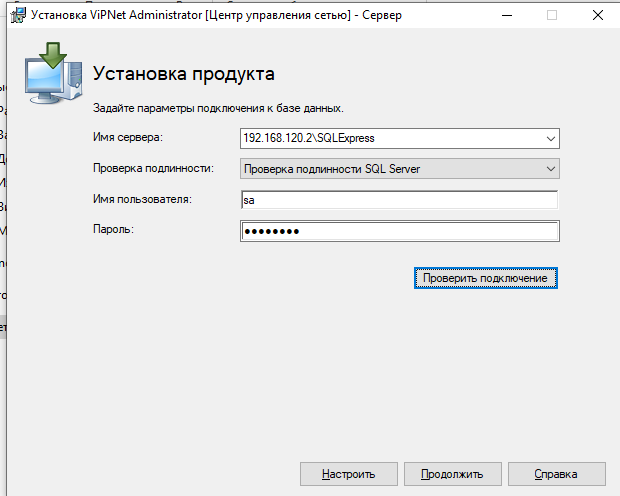 Установка ViPNet Administrator [Центр управления сетью] - Сервер
Установка продукта
Задайте параметры подключения к базе данных.
Имя сервера: 192.168.120.2\SQLExpress
Проверка подлинности: Проверка подлинности SQL Server
Имя пользователя: sa
Пароль: ●●●●●●●●
Проверить подключение
Настроить Продолжить Справка